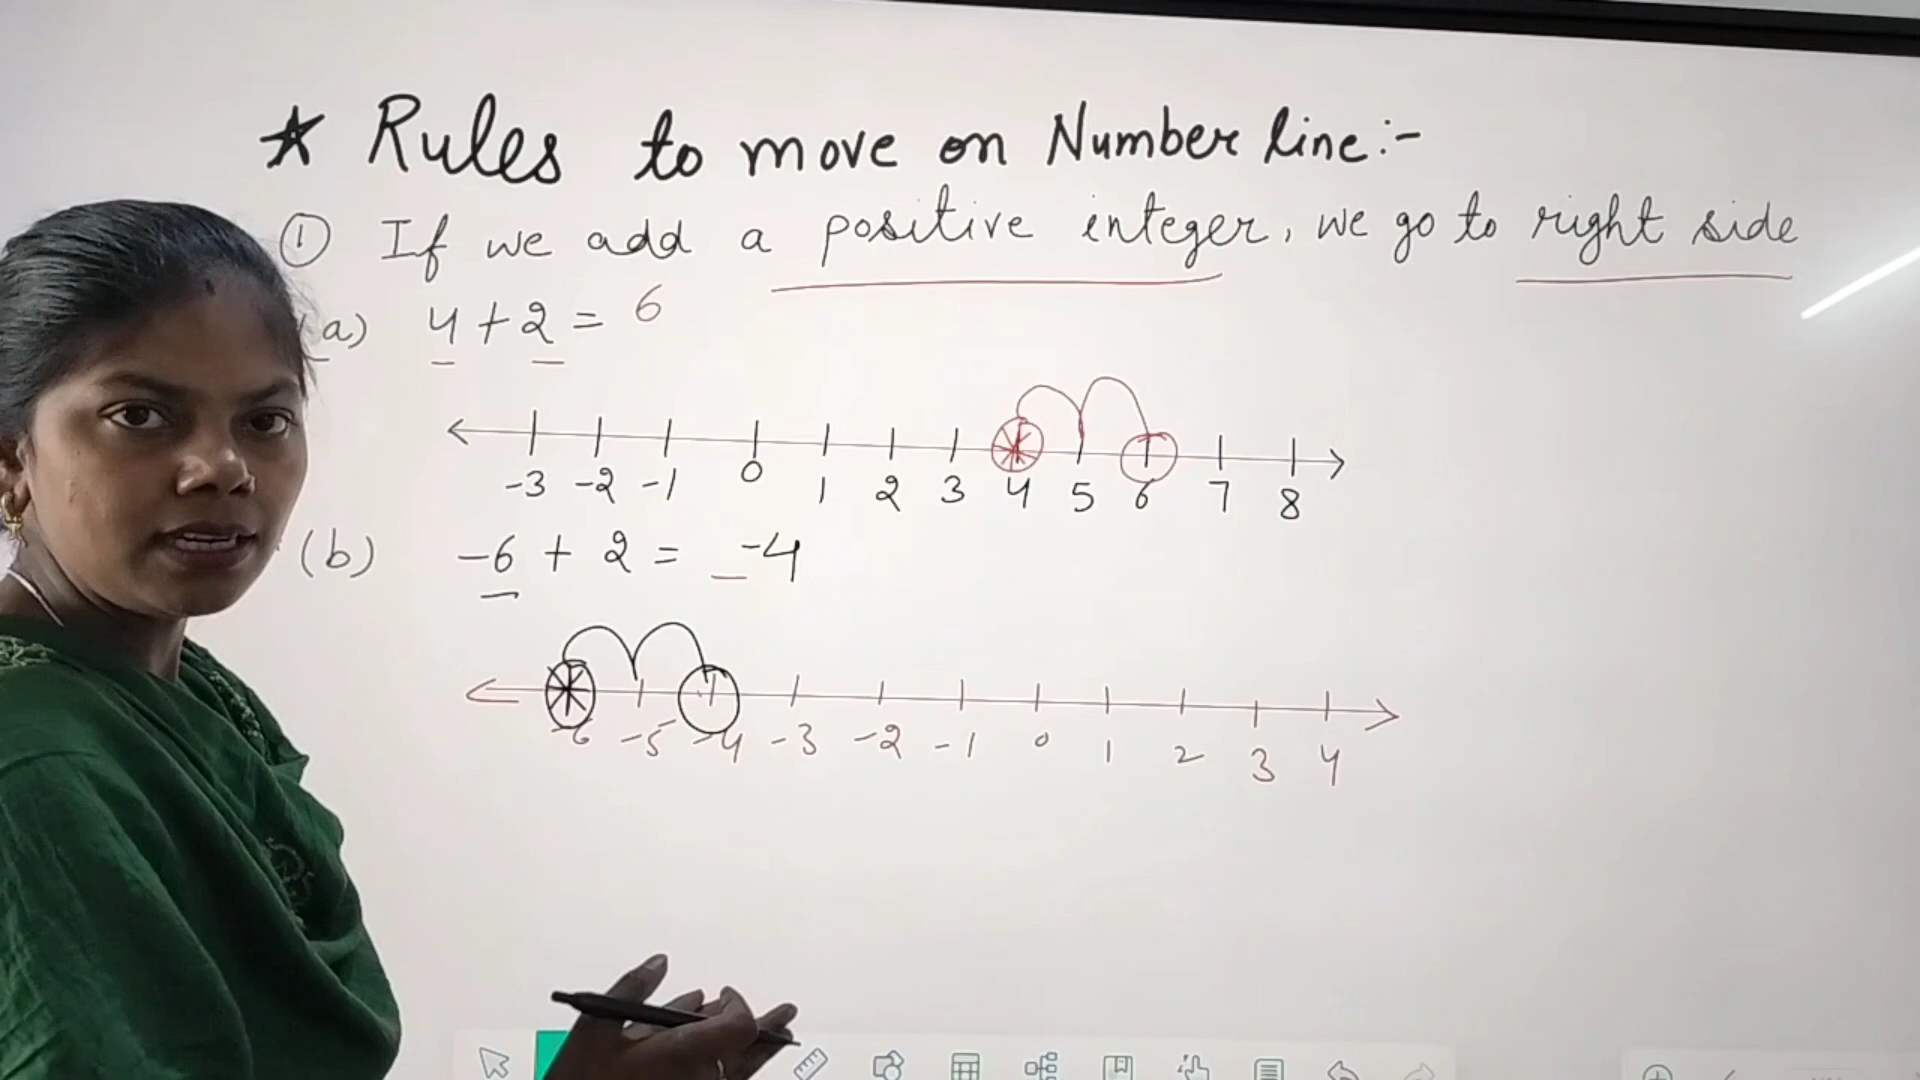 * Rules to move on Number line:-
① If we add a positive integer, we go to right side
(a) 4 + 2 = 6
-3 -2 -1 0 1 2 3 4 5 6 7 8
(b) -6 + 2 = -4
-6 -5 -4 -3 -2 -1 0 1 2 3 4